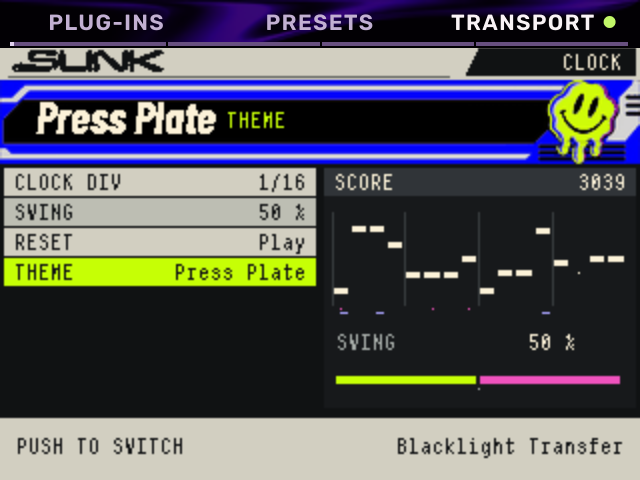 PLUG-INS PRESETS TRANSPORT
SLINK CLOCK
Press Plate THEME
CLOCK DIV 1/16
SWING 50 %
RESET Play
THEME Press Plate
SCORE 3039
SWING 50 %
PUSH TO SWITCH Blacklight Transfer